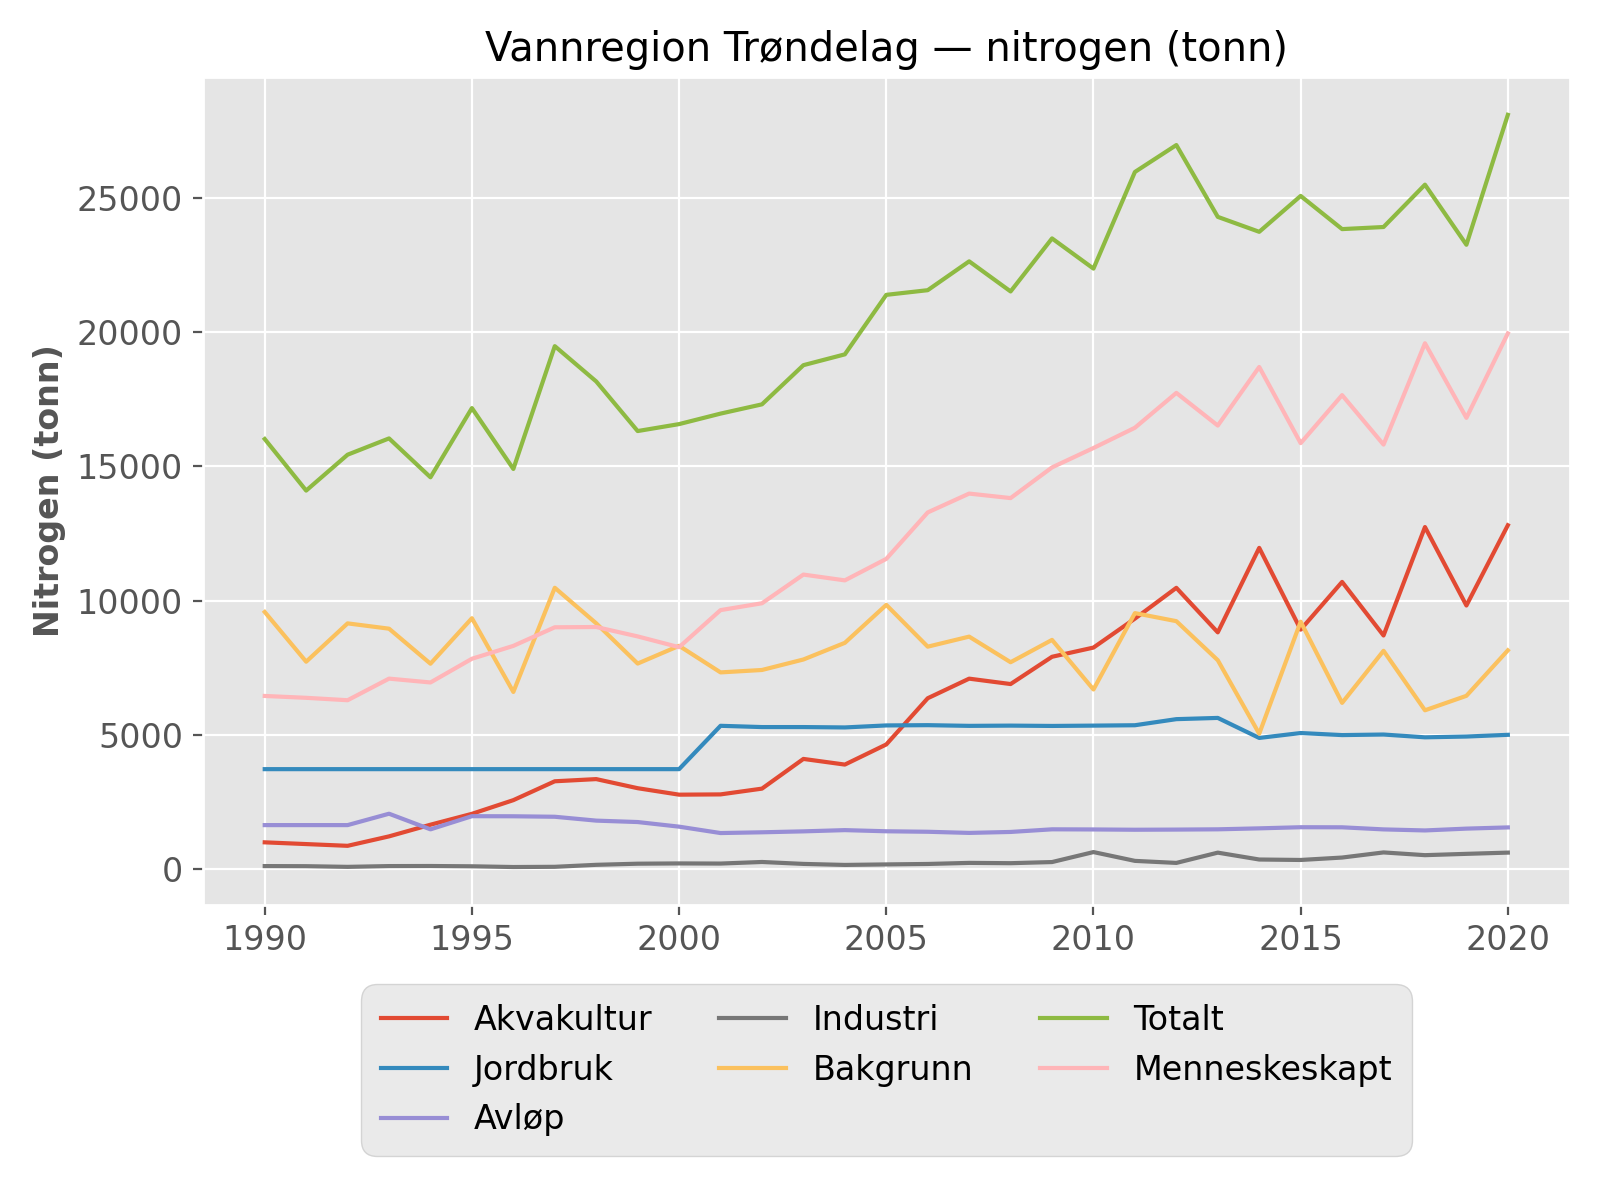 Vannregion Trøndelag — nitrogen (tonn)
Nitrogen (tonn)
25000
20000
15000
10000
5000
0
1990 1995 2000 2005 2010 2015 2020
Akvakultur Industri Totalt
Jordbruk Bakgrunn Menneskeskapt
Avløp